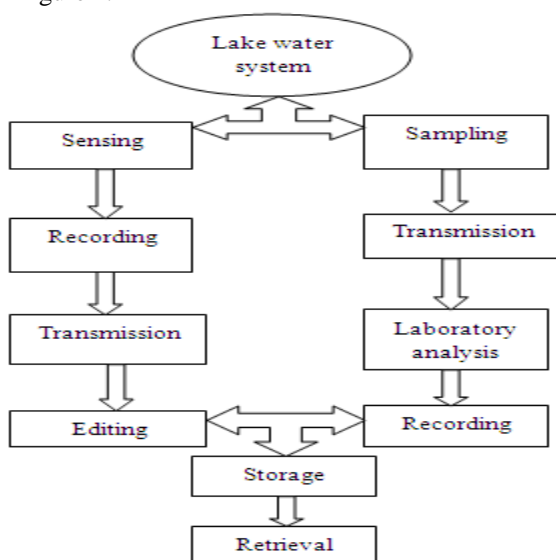 Lake water
system
Sensing
Sampling
Recording
Transmission
Transmission
Laboratory
analysis
Editing
Recording
Storage
Retrieval